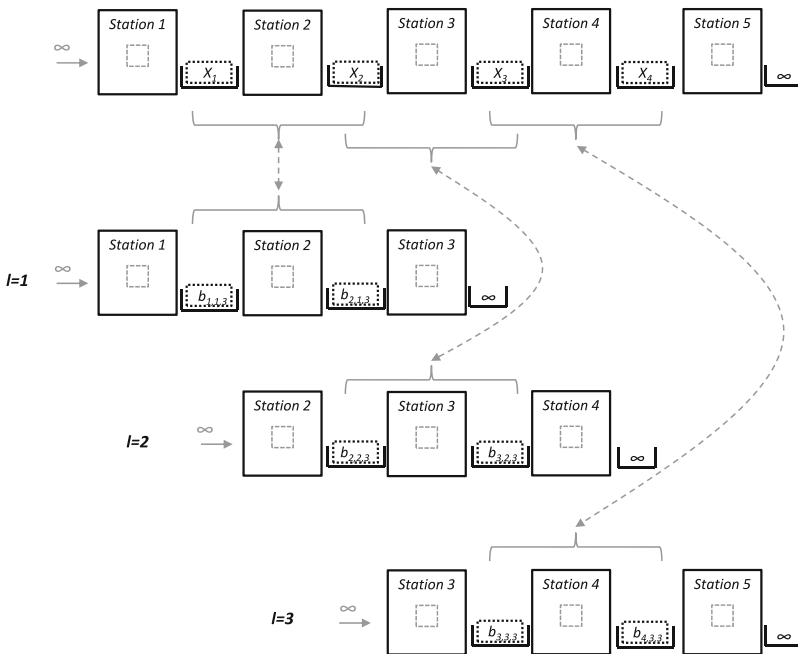 Station 1 Station 2 Station 3 Station 4 Station 5
∞ X₁ X₂ X₃ X₄ ∞
Station 1 Station 2 Station 3
l=1 ∞ b₁,₁,₃ b₂,₁,₃ ∞
Station 2 Station 3 Station 4
l=2 ∞ b₂,₂,₃ b₃,₂,₃ ∞
Station 3 Station 4 Station 5
l=3 ∞ b₃,₃,₃ b₄,₃,₃ ∞